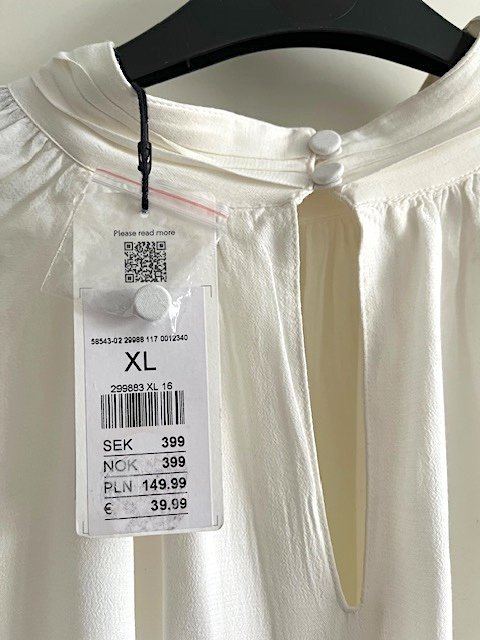 Please read more
58543-02 29988 117 0012340
XL
299883 XL 16
SEK 399
NOK 399
PLN 149.99
€ 39.99